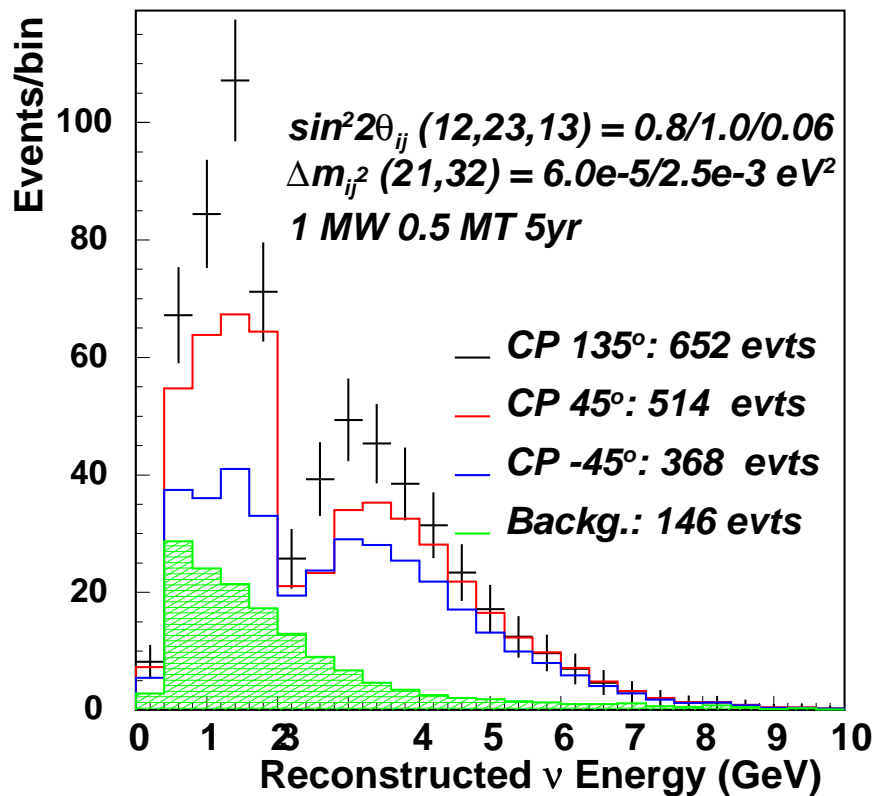 Events/bin
100
80
60
40
20
0
sin²2θij (12,23,13) = 0.8/1.0/0.06
Δmij² (21,32) = 6.0e-5/2.5e-3 eV²
1 MW 0.5 MT 5yr
CP 135°: 652 evts
CP 45°: 514 evts
CP -45°: 368 evts
Backg.: 146 evts
0 1 2 3 4 5 6 7 8 9 10
Reconstructed ν Energy (GeV)